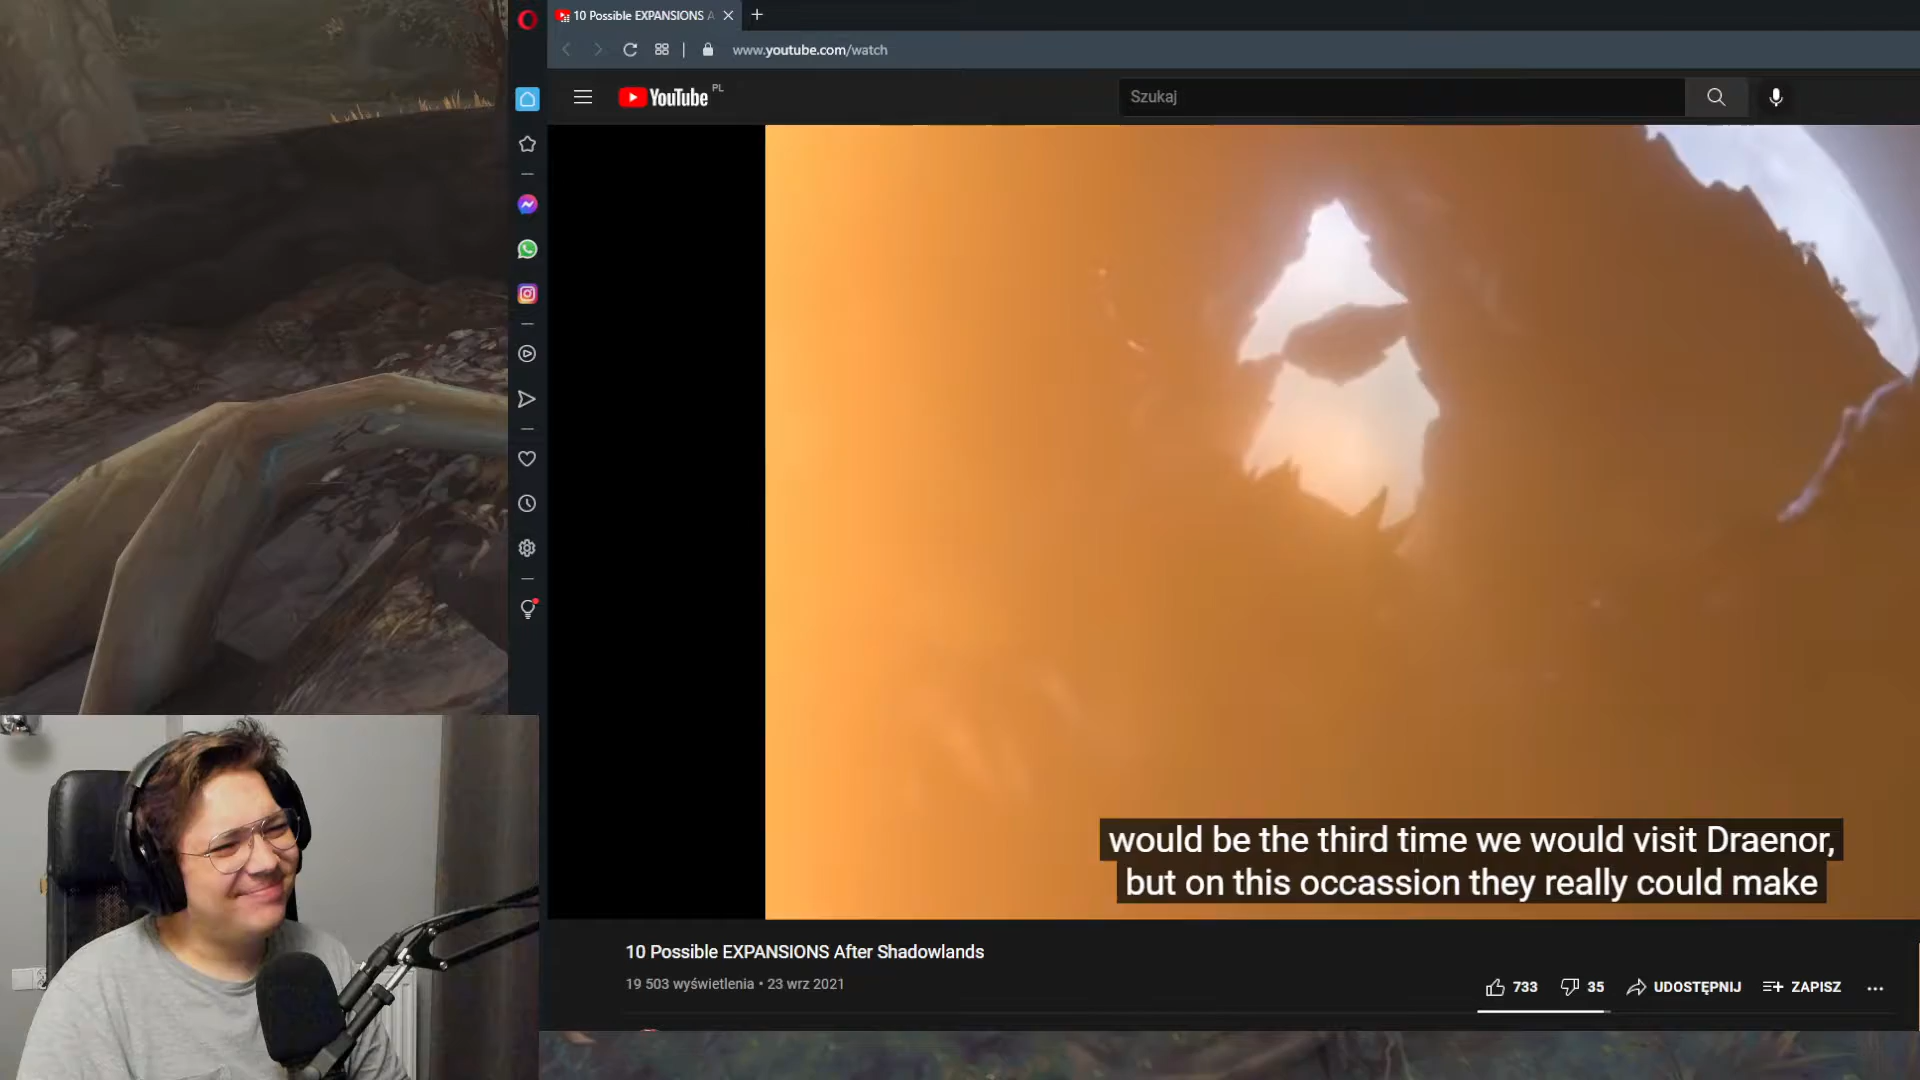 10 Possible EXPANSIONS A
www.youtube.com/watch
YouTube PL
Szukaj
would be the third time we would visit Draenor,
but on this occassion they really could make
10 Possible EXPANSIONS After Shadowlands
19 503 wyświetlenia • 23 wrz 2021
733 35 UDOSTĘPNIJ ZAPISZ